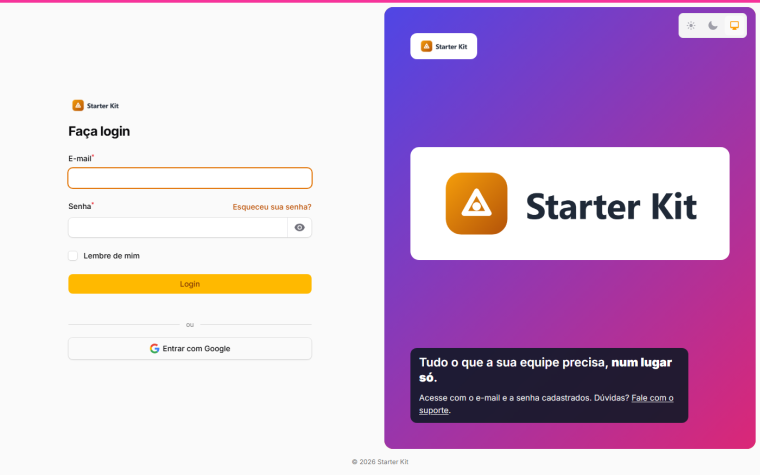 Starter Kit
Faça login
E-mail*
Senha*
Esqueceu sua senha?
Lembre de mim
Login
ou
Entrar com Google
Starter Kit
Starter Kit
Tudo o que a sua equipe precisa, num lugar
só.
Acesse com o e-mail e a senha cadastrados. Dúvidas? Fale com o
suporte.
© 2026 Starter Kit